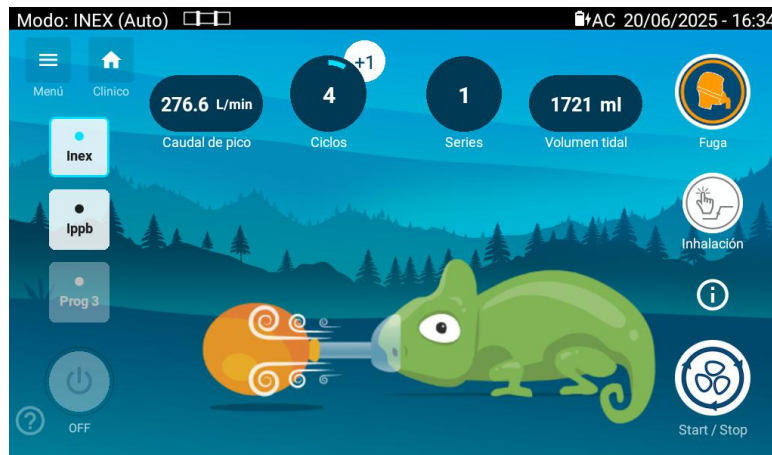 Modo: INEX (Auto) AC 20/06/2025 - 16:34
Menú Clinico
276.6 L/min
Caudal de pico
4
+1
Ciclos
1
Series
1721 ml
Volumen tidal
Fuga
Inex
Ippb
Prog 3
Inhalación
OFF
?
Start / Stop